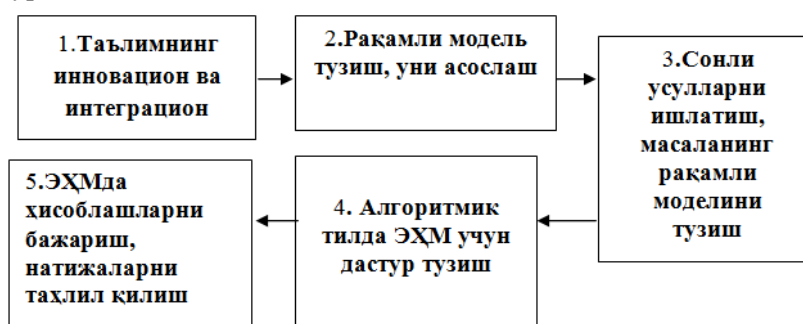 1.Таълимнинг
инновацион ва
интеграцион
2.Рақамли модель
тузиш, уни асослаш
3.Сонли
усулларни
ишлатиш,
масаланинг
рақамли
моделини
тузиш
4. Алгоритмик
тилда ЭҲМ учун
дастур тузиш
5.ЭҲМда
ҳисоблашларни
бажариш,
натижаларни
таҳлил қилиш